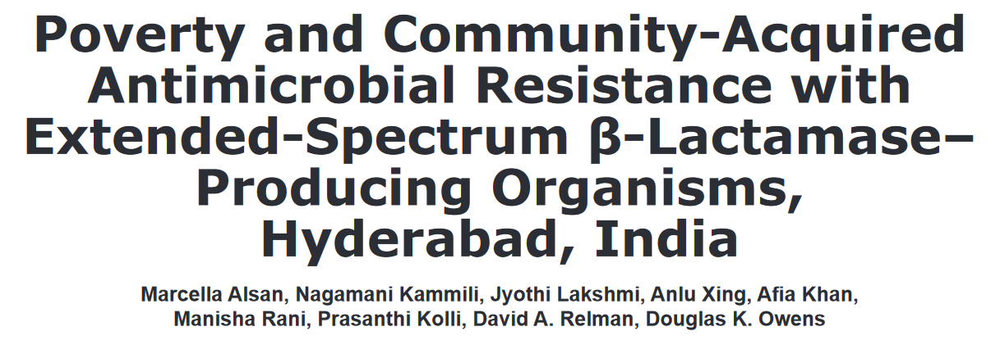 Poverty and Community-Acquired
Antimicrobial Resistance with
Extended-Spectrum β-Lactamase–
Producing Organisms,
Hyderabad, India
Marcella Alsan, Nagamani Kammili, Jyothi Lakshmi, Anlu Xing, Afia Khan,
Manisha Rani, Prasanthi Kolli, David A. Relman, Douglas K. Owens